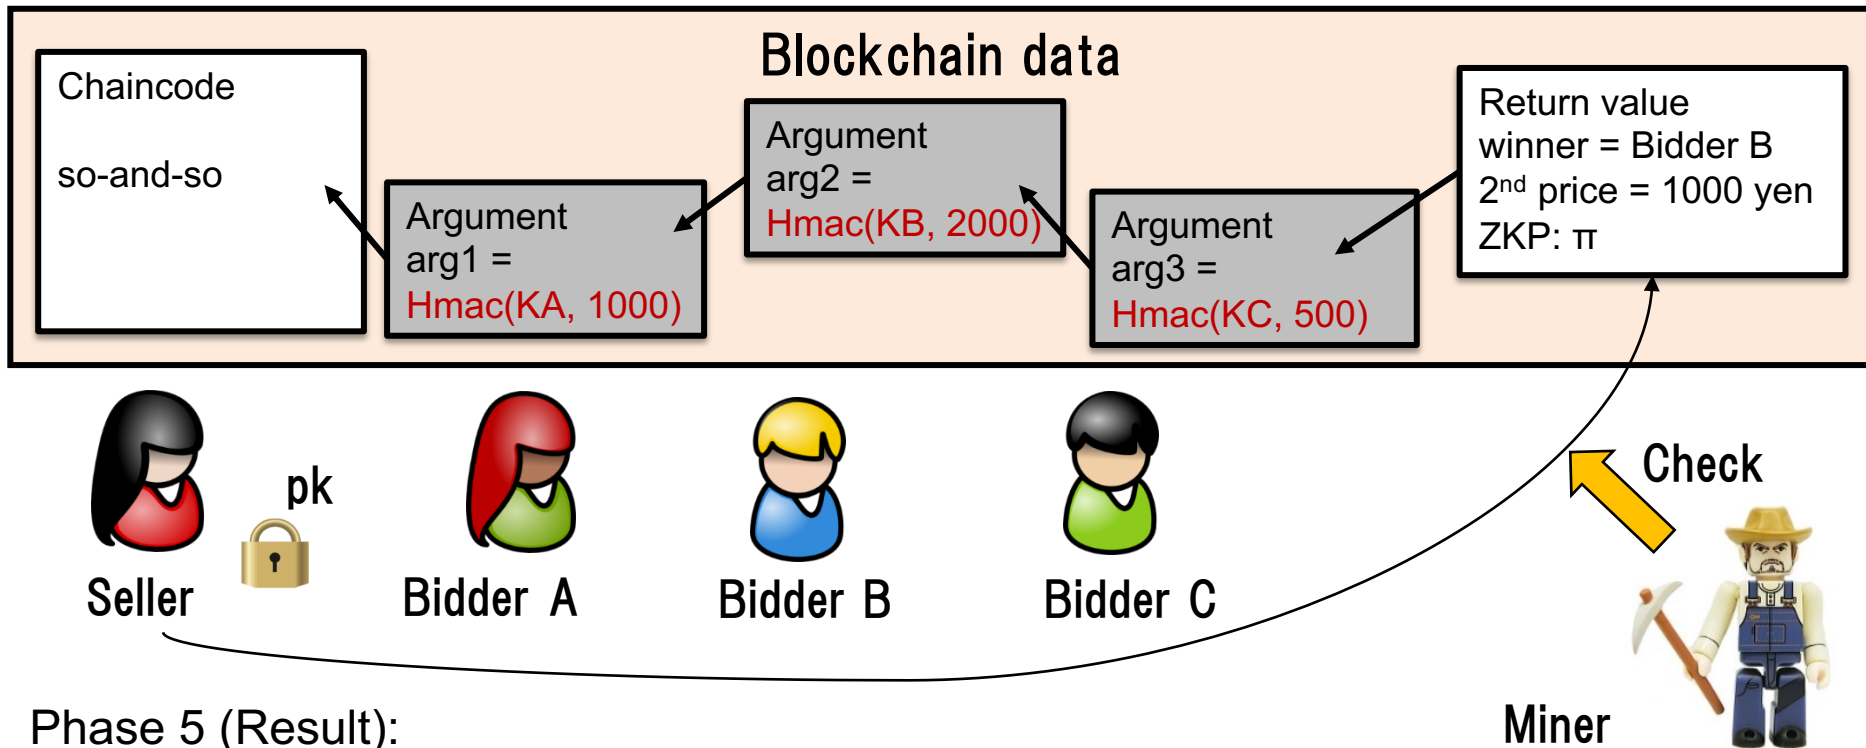 Blockchain data
Chaincode
so-and-so
Argument
arg1 =
Hmac(KA, 1000)
Argument
arg2 =
Hmac(KB, 2000)
Argument
arg3 =
Hmac(KC, 500)
Return value
winner = Bidder B
2nd price = 1000 yen
ZKP: π
pk
Check
Seller
Bidder A
Bidder B
Bidder C
Miner
Phase 5 (Result):